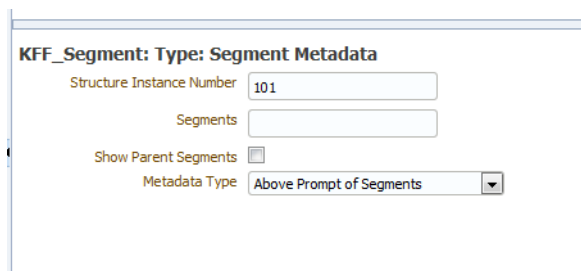 KFF_Segment: Type: Segment Metadata
Structure Instance Number 101
Segments
Show Parent Segments
Metadata Type Above Prompt of Segments